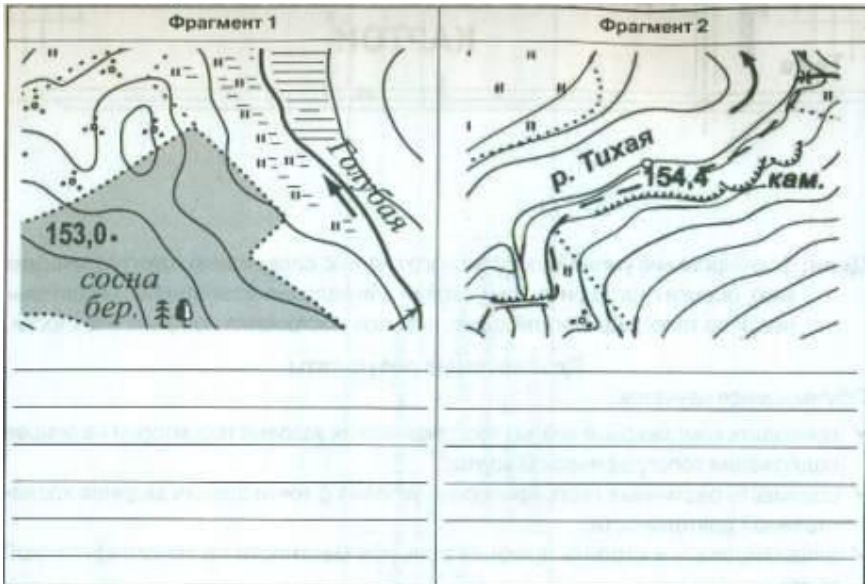 Фрагмент 1
Фрагмент 2
Голубая
153,0
сосна
бер.
р. Тихая
154,4
кам.